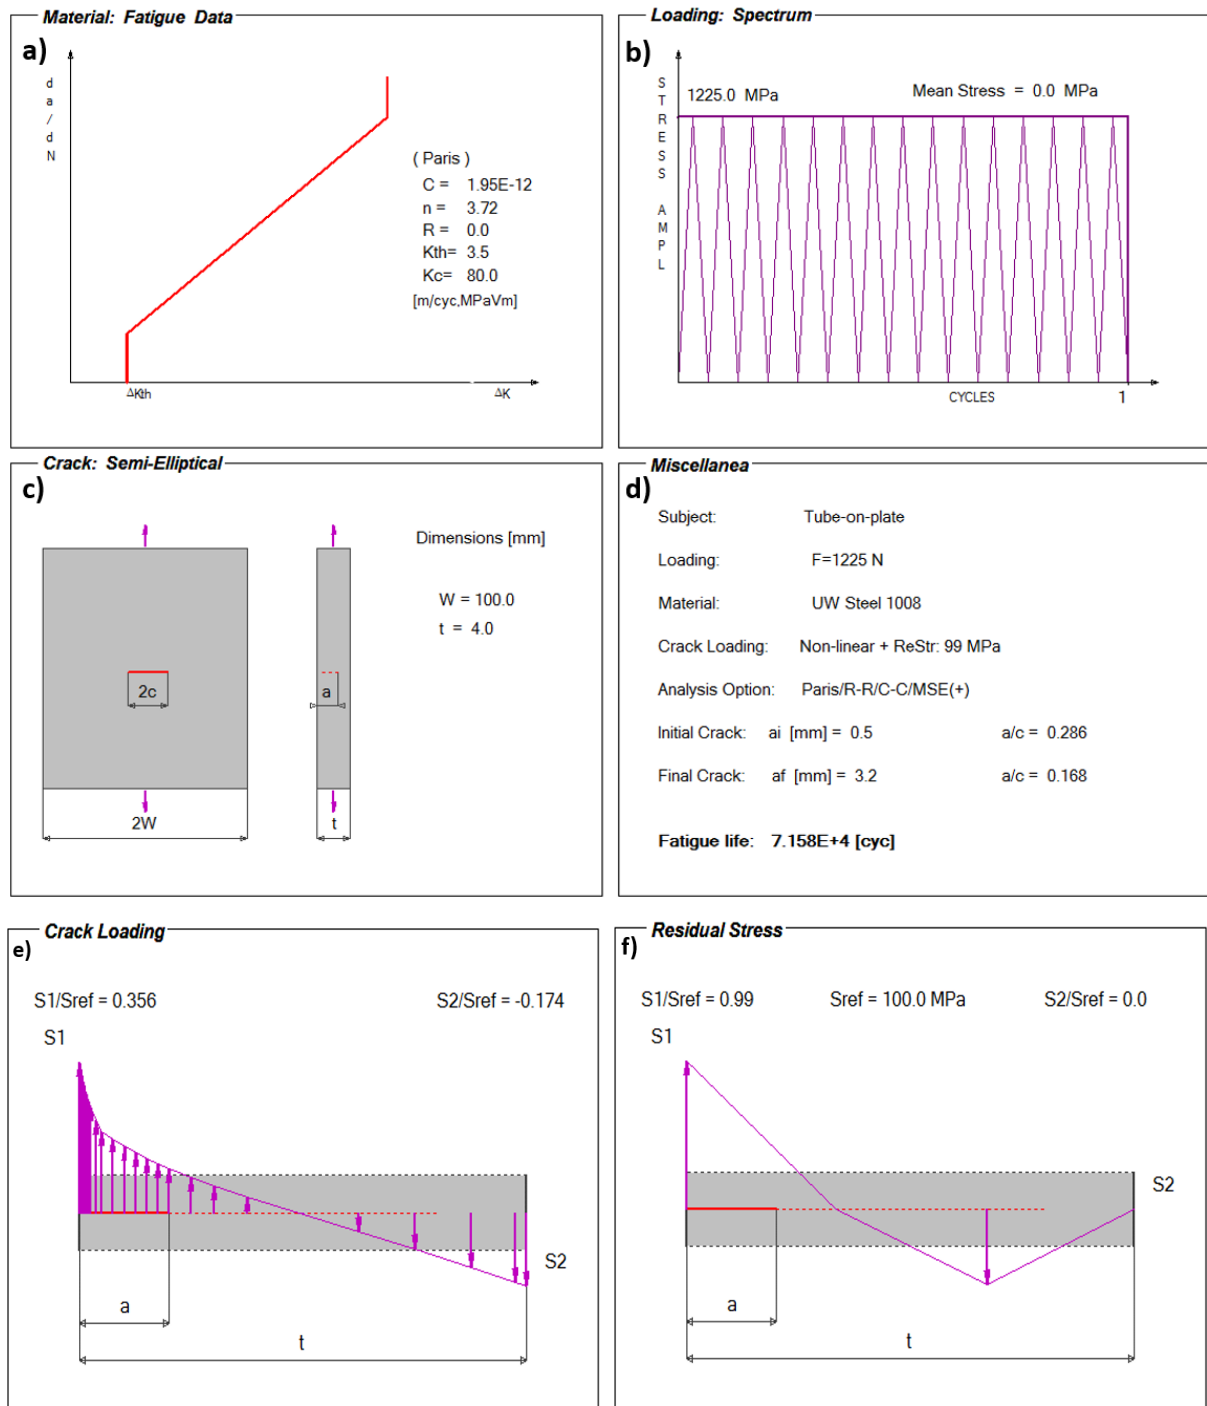 Material: Fatigue Data
a)
da/dN
( Paris )
C = 1.95E-12
n = 3.72
R = 0.0
Kth= 3.5
Kc= 80.0
[m/cyc,MPaVm]
ΔKth
ΔK
Loading: Spectrum
b)
STRESS AMPL
1225.0 MPa
Mean Stress = 0.0 MPa
CYCLES
1
Crack: Semi-Elliptical
c)
Dimensions [mm]
W = 100.0
t = 4.0
2c
a
2W
t
Miscellanea
d)
Subject: Tube-on-plate
Loading: F=1225 N
Material: UW Steel 1008
Crack Loading: Non-linear + ReStr: 99 MPa
Analysis Option: Paris/R-R/C-C/MSE(+)
Initial Crack: ai [mm] = 0.5 a/c = 0.286
Final Crack: af [mm] = 3.2 a/c = 0.168
Fatigue life: 7.158E+4 [cyc]
Crack Loading
e)
S1/Sref = 0.356 S2/Sref = -0.174
S1
S2
a
t
Residual Stress
f)
S1/Sref = 0.99 Sref = 100.0 MPa S2/Sref = 0.0
S1
S2
a
t